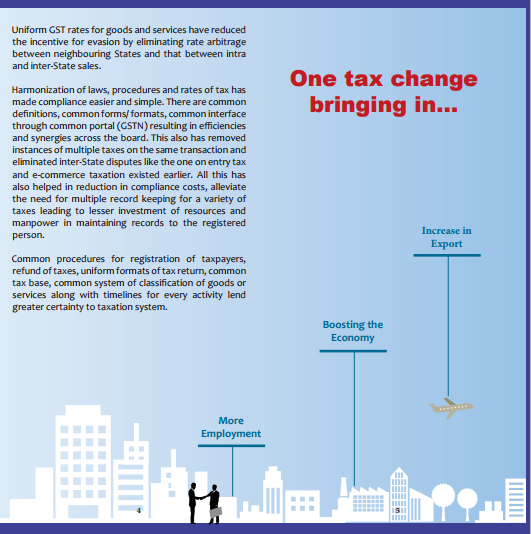 Uniform GST rates for goods and services have reduced
the incentive for evasion by eliminating rate arbitrage
between neighbouring States and that between intra
and inter-State sales.
Harmonization of laws, procedures and rates of tax has
made compliance easier and simple. There are common
definitions, common forms/ formats, common interface
through common portal (GSTN) resulting in efficiencies
and synergies across the board. This also has removed
instances of multiple taxes on the same transaction and
eliminated inter-State disputes like the one on entry tax
and e-commerce taxation existed earlier. All this has
also helped in reduction in compliance costs, alleviate
the need for multiple record keeping for a variety of
taxes leading to lesser investment of resources and
manpower in maintaining records to the registered
person.
Common procedures for registration of taxpayers,
refund of taxes, uniform formats of tax return, common
tax base, common system of classification of goods or
services along with timelines for every activity lend
greater certainty to taxation system.
4
One tax change
bringing in...
Increase in
Export
Boosting the
Economy
More
Employment
5